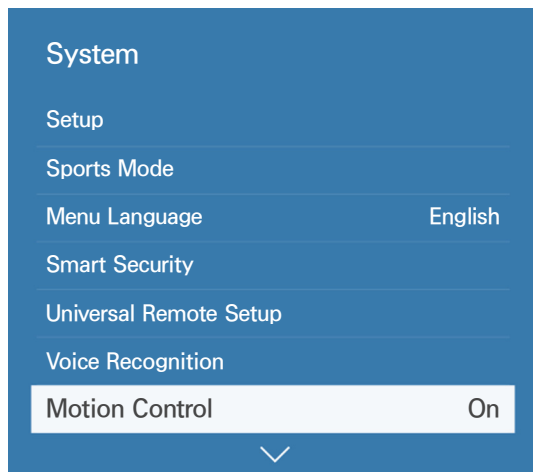 System
Setup
Sports Mode
Menu Language English
Smart Security
Universal Remote Setup
Voice Recognition
Motion Control On